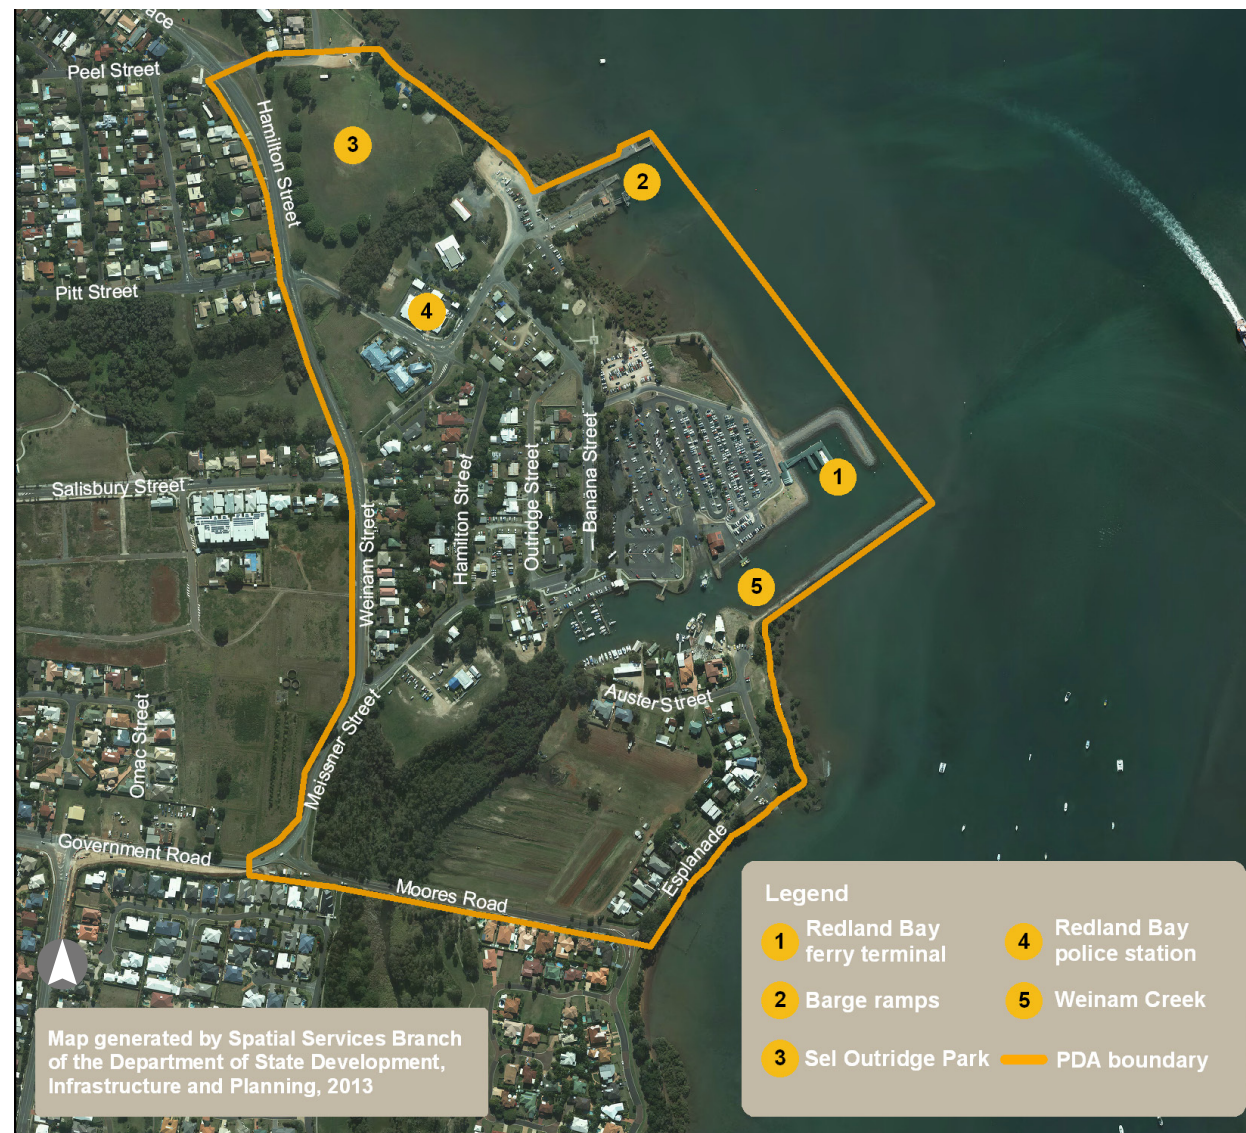 ace
Peel Street
Hamilton Street
3
2
Pitt Street
4
1
Salisbury Street
Weinam Street
Hamilton Street
Outridge Street
Banana Street
5
Auster Street
Omac Street
Meissner Street
Government Road
Moores Road
Esplanade
Legend
1 Redland Bay
ferry terminal
2 Barge ramps
3 Sel Outridge Park
4 Redland Bay
police station
5 Weinam Creek
PDA boundary
Map generated by Spatial Services Branch
of the Department of State Development,
Infrastructure and Planning, 2013